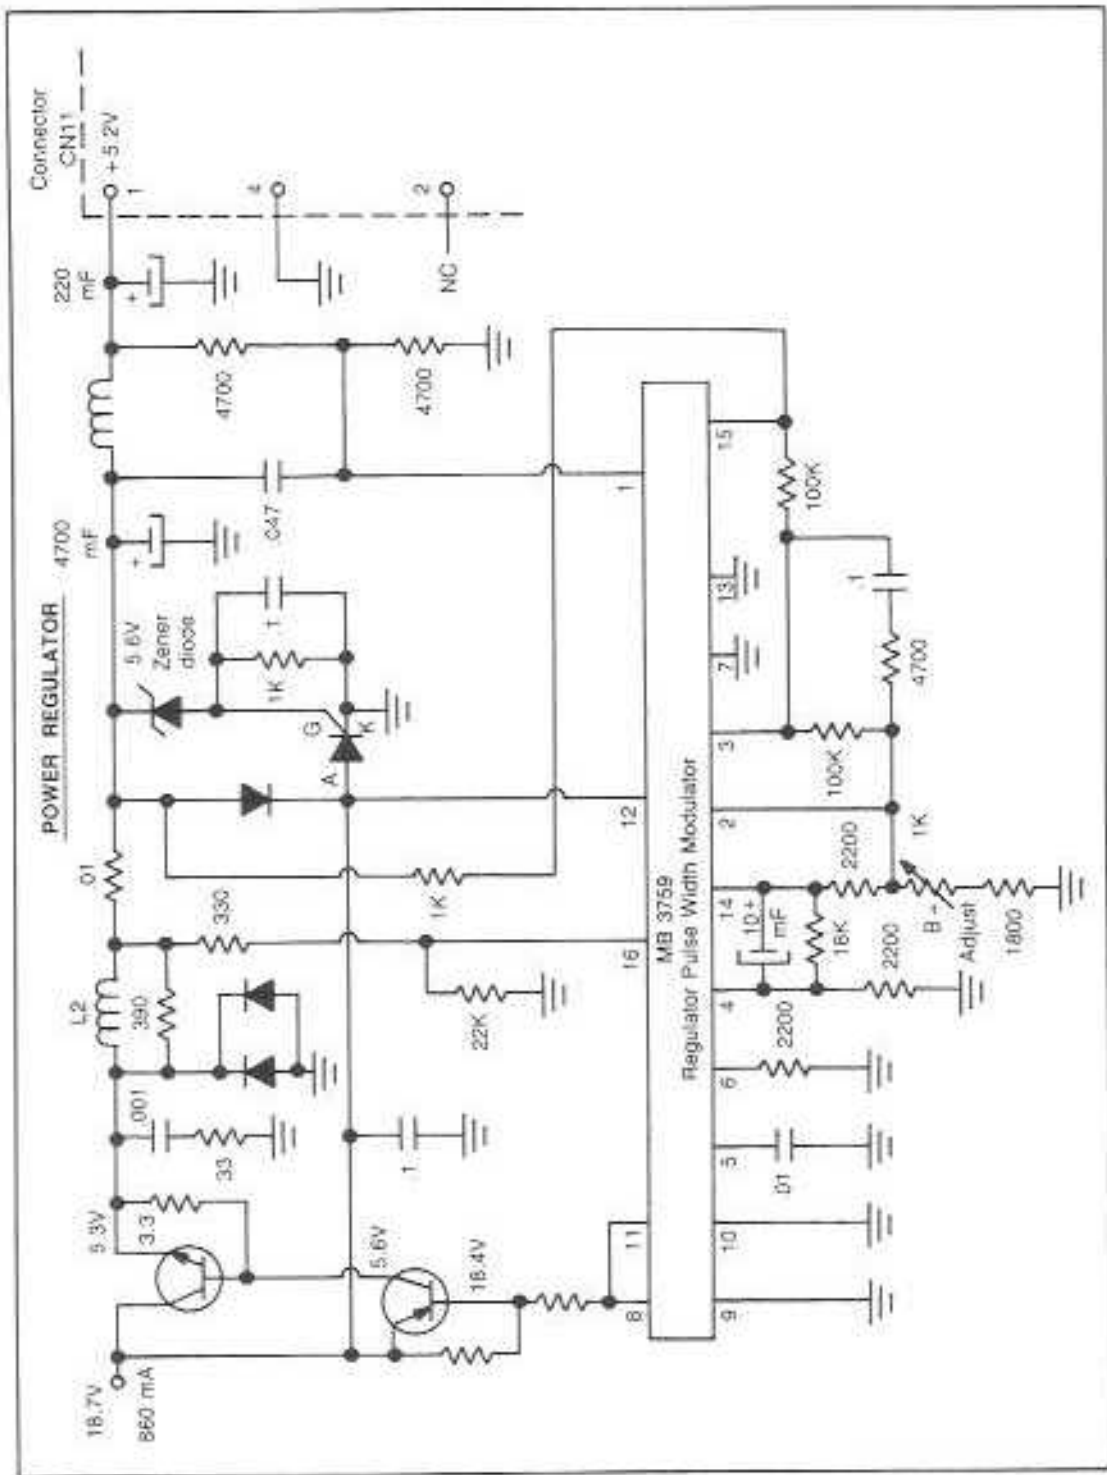 POWER REGULATOR
Connector
CN11
18.7V
860 mA
5.3V
3.3
.001
33
L2
390
330
.01
5.6V
Zener
diode
4700
mF
220
mF
+5.2V
1
4
2
NC
5.6V
18.4V
.1
22K
1K
A
G
K
1K
.1
.047
4700
4700
+
+
8
11
16
12
1
MB 3759
Regulator Pulse Width Modulator
9
10
5
6
4
14
2
3
7
13
15
.01
2200
10+
mF
2200
2200
1K
B+
Adjust
1800
100K
4700
.1
100K